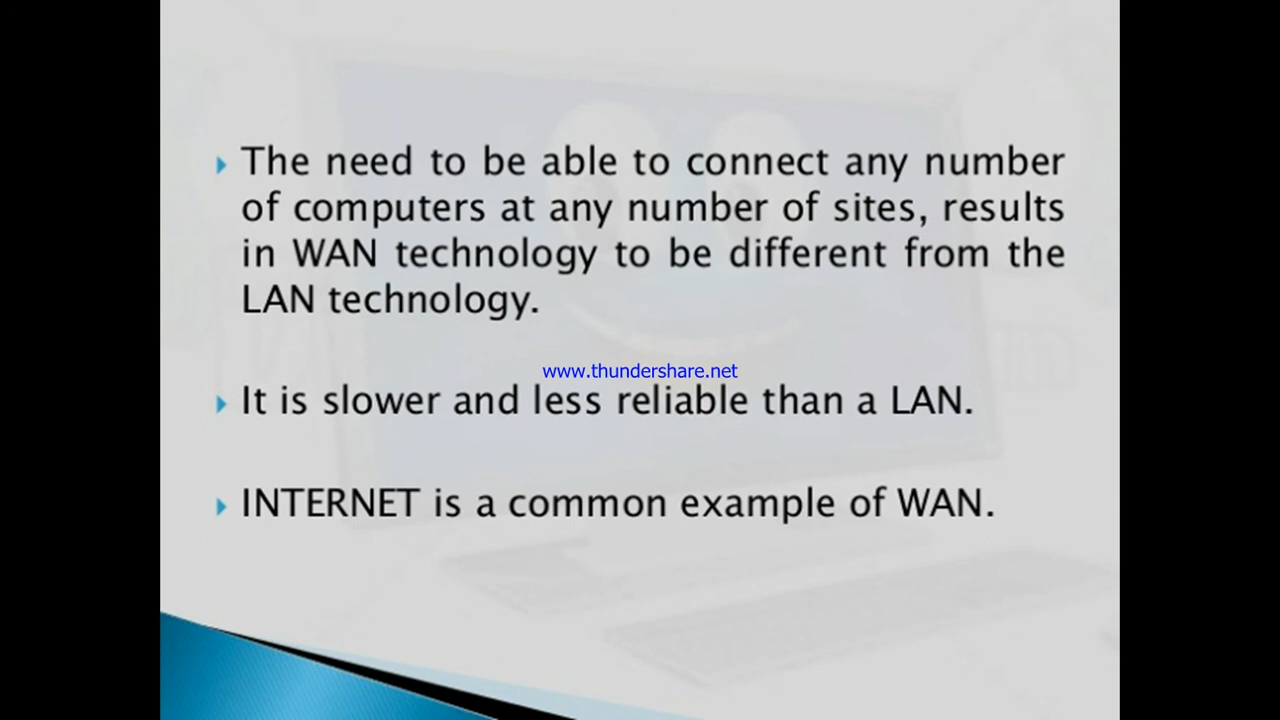 The need to be able to connect any number
of computers at any number of sites, results
in WAN technology to be different from the
LAN technology.
www.thundershare.net
It is slower and less reliable than a LAN.
INTERNET is a common example of WAN.